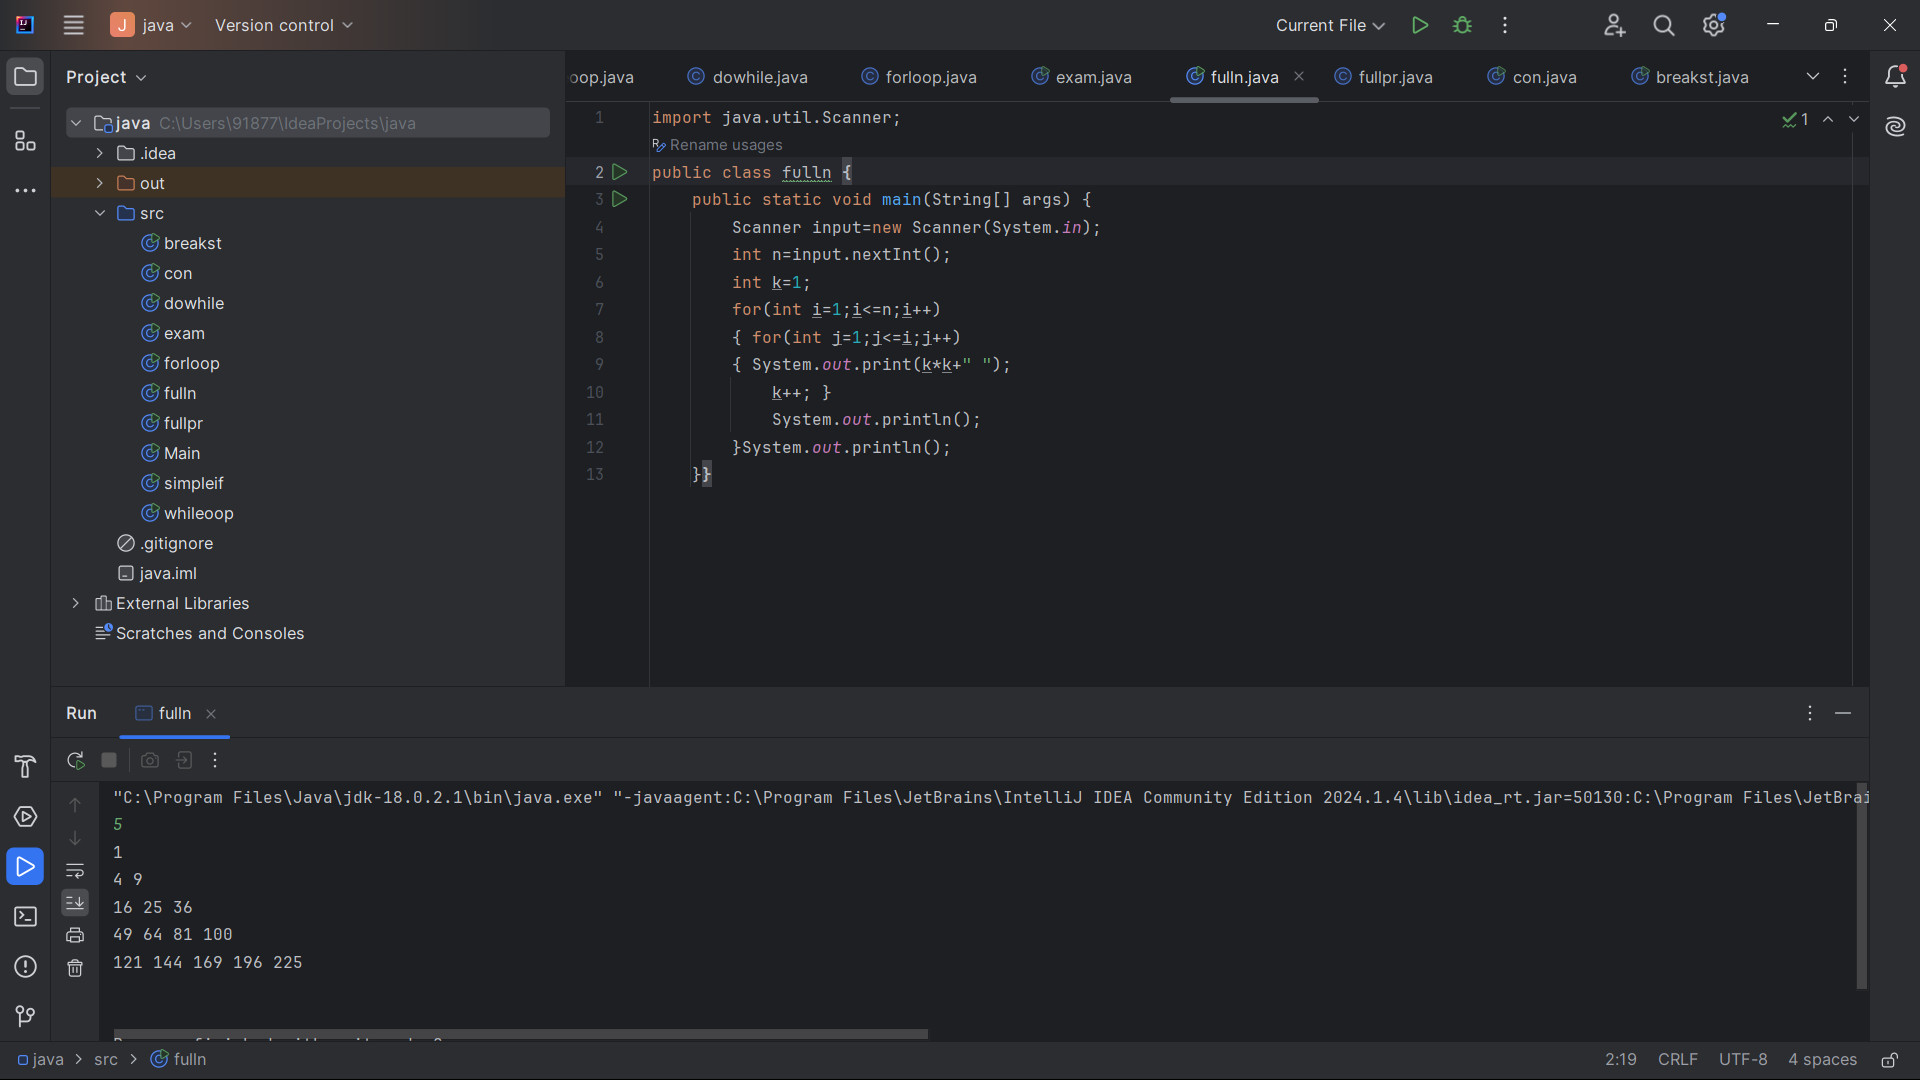 J java Version control Current File
Project
java C:\Users\91877\IdeaProjects\java
.idea
out
src
breakst
con
dowhile
exam
forloop
fulln
fullpr
Main
simpleif
whileoop
.gitignore
java.iml
External Libraries
Scratches and Consoles
oop.java dowhile.java forloop.java exam.java fulln.java fullpr.java con.java breakst.java
1 import java.util.Scanner;
Rename usages
2 public class fulln {
3 public static void main(String[] args) {
4 Scanner input=new Scanner(System.in);
5 int n=input.nextInt();
6 int k=1;
7 for(int i=1;i<=n;i++)
8 { for(int j=1;j<=i;j++)
9 { System.out.print(k*k+" ");
10 k++; }
11 System.out.println();
12 }System.out.println();
13 }}
1
Run fulln
"C:\Program Files\Java\jdk-18.0.2.1\bin\java.exe" "-javaagent:C:\Program Files\JetBrains\IntelliJ IDEA Community Edition 2024.1.4\lib\idea_rt.jar=50130:C:\Program Files\JetBrai
5
1
4 9
16 25 36
49 64 81 100
121 144 169 196 225
java > src > fulln 2:19 CRLF UTF-8 4 spaces